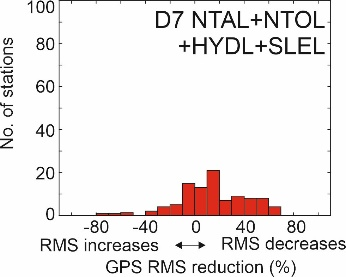 100
80
60
40
20
0
No. of stations
D7 NTAL+NTOL
+HYDL+SLEL
-80 -40 0 40 80
RMS increases ↔ RMS decreases
GPS RMS reduction (%)